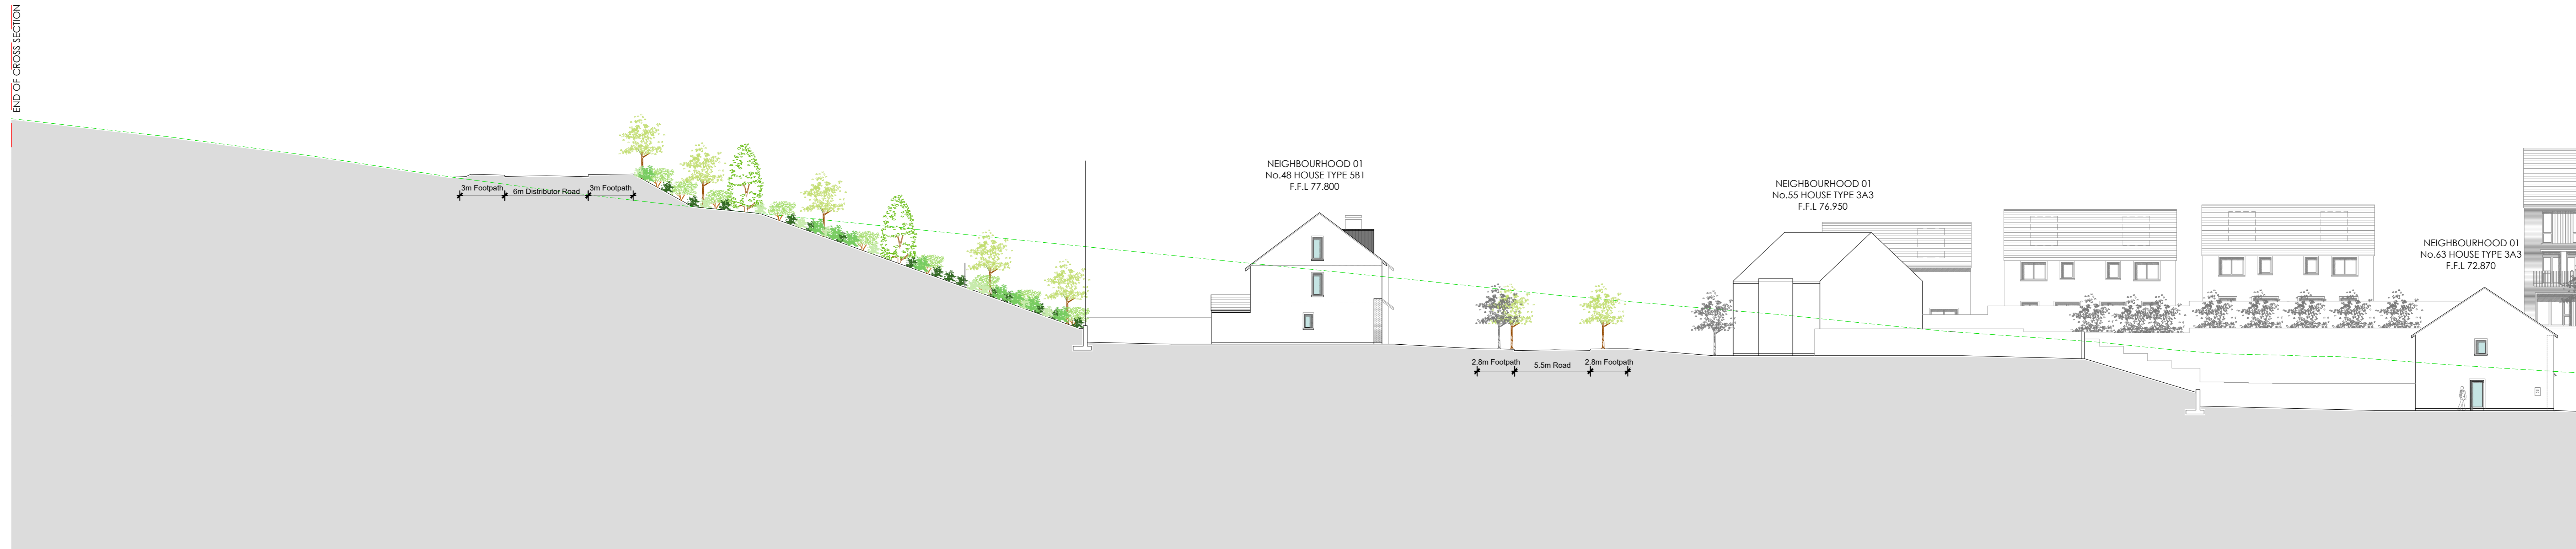 END OF CROSS SECTION
3m Footpath
6m Distributor Road
3m Footpath
NEIGHBOURHOOD 01
No.48 HOUSE TYPE 5B1
F.F.L 77.800
2.8m Footpath
5.5m Road
2.8m Footpath
NEIGHBOURHOOD 01
No.55 HOUSE TYPE 3A3
F.F.L 76.950
NEIGHBOURHOOD 01
No.63 HOUSE TYPE 3A3
F.F.L 72.870